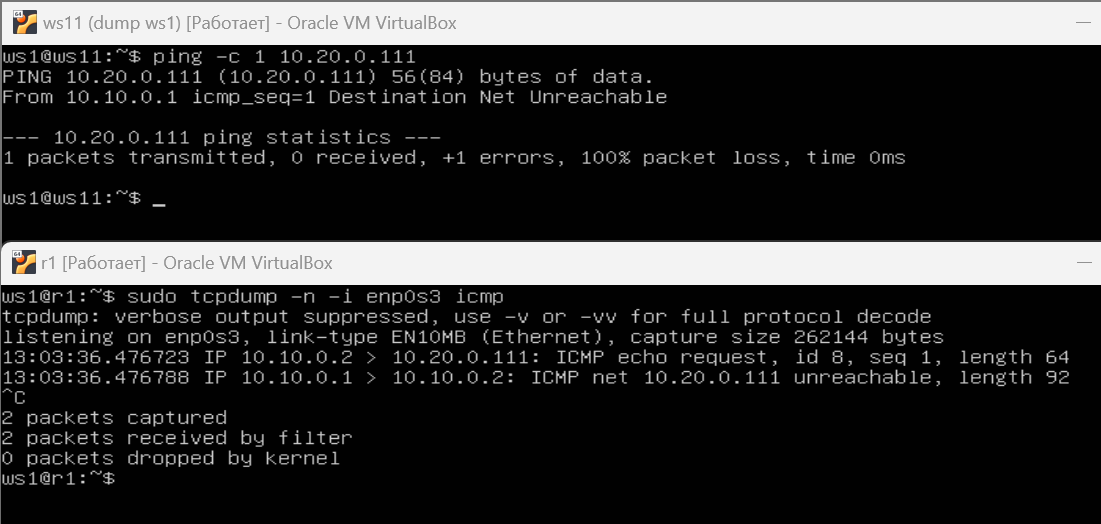 ws11 (dump ws1) [Работает] - Oracle VM VirtualBox
ws1@ws11:~$ ping -c 1 10.20.0.111
PING 10.20.0.111 (10.20.0.111) 56(84) bytes of data.
From 10.10.0.1 icmp_seq=1 Destination Net Unreachable
--- 10.20.0.111 ping statistics ---
1 packets transmitted, 0 received, +1 errors, 100% packet loss, time 0ms
ws1@ws11:~$ _
r1 [Работает] - Oracle VM VirtualBox
ws1@r1:~$ sudo tcpdump -n -i enp0s3 icmp
tcpdump: verbose output suppressed, use -v or -vv for full protocol decode
listening on enp0s3, link-type EN10MB (Ethernet), capture size 262144 bytes
13:03:36.476723 IP 10.10.0.2 > 10.20.0.111: ICMP echo request, id 8, seq 1, length 64
13:03:36.476788 IP 10.10.0.1 > 10.10.0.2: ICMP net 10.20.0.111 unreachable, length 92
^C
2 packets captured
2 packets received by filter
0 packets dropped by kernel
ws1@r1:~$